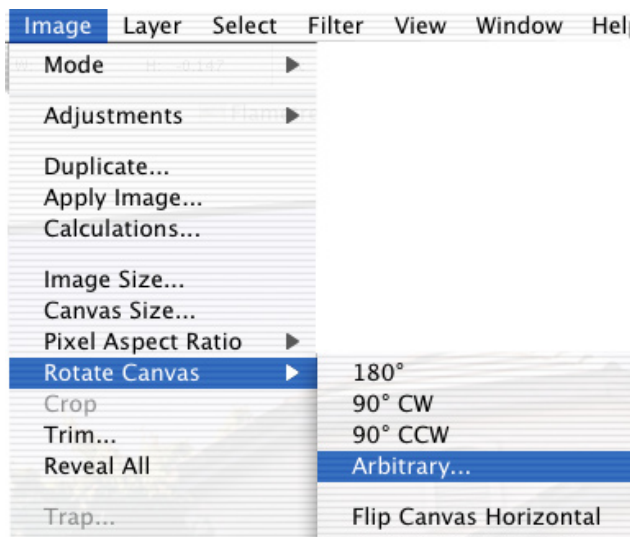 Image Layer Select Filter View Window Help
Mode
Adjustments
Duplicate...
Apply Image...
Calculations...
Image Size...
Canvas Size...
Pixel Aspect Ratio
Rotate Canvas
180°
Crop
90° CW
Trim...
90° CCW
Reveal All
Arbitrary...
Trap...
Flip Canvas Horizontal